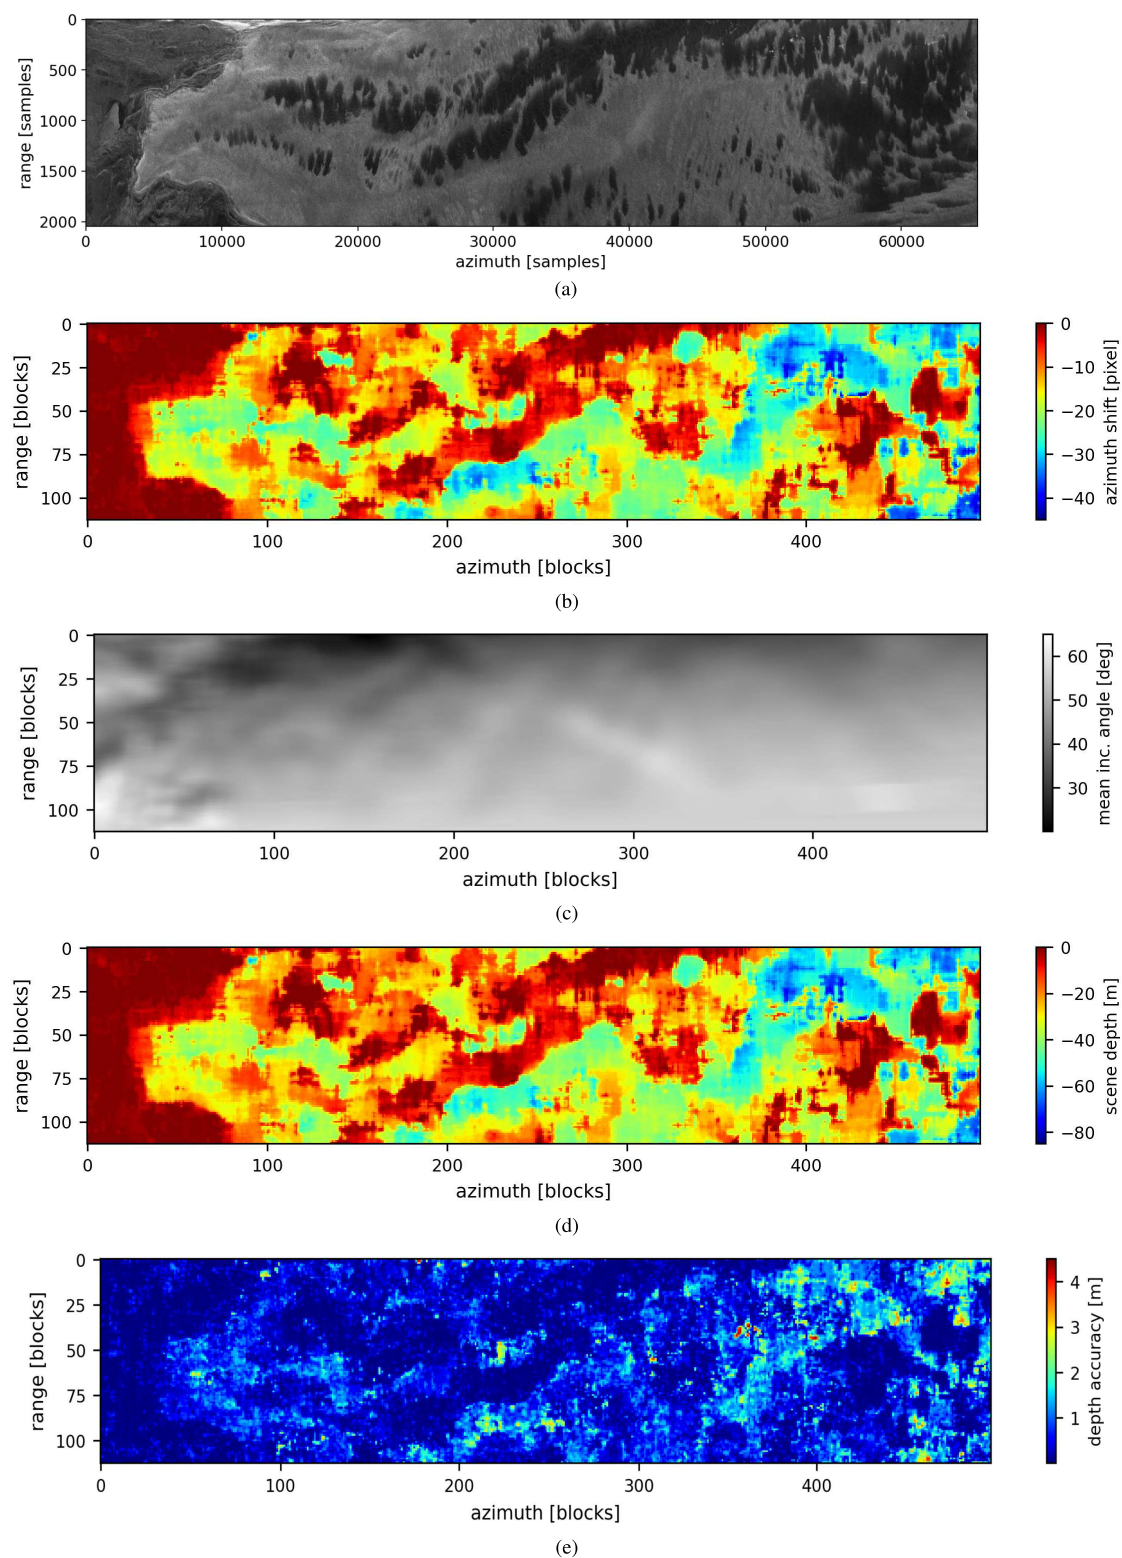 0
500
1000
1500
2000
range [samples]
0 10000 20000 30000 40000 50000 60000
azimuth [samples]
(a)
0
25
50
75
100
range [blocks]
0 100 200 300 400
azimuth [blocks]
0
−10
−20
−30
−40
azimuth shift [pixel]
(b)
0
25
50
75
100
range [blocks]
0 100 200 300 400
azimuth [blocks]
60
50
40
30
mean inc. angle [deg]
(c)
0
25
50
75
100
range [blocks]
0 100 200 300 400
azimuth [blocks]
0
−20
−40
−60
−80
scene depth [m]
(d)
0
25
50
75
100
range [blocks]
0 100 200 300 400
azimuth [blocks]
4
3
2
1
depth accuracy [m]
(e)